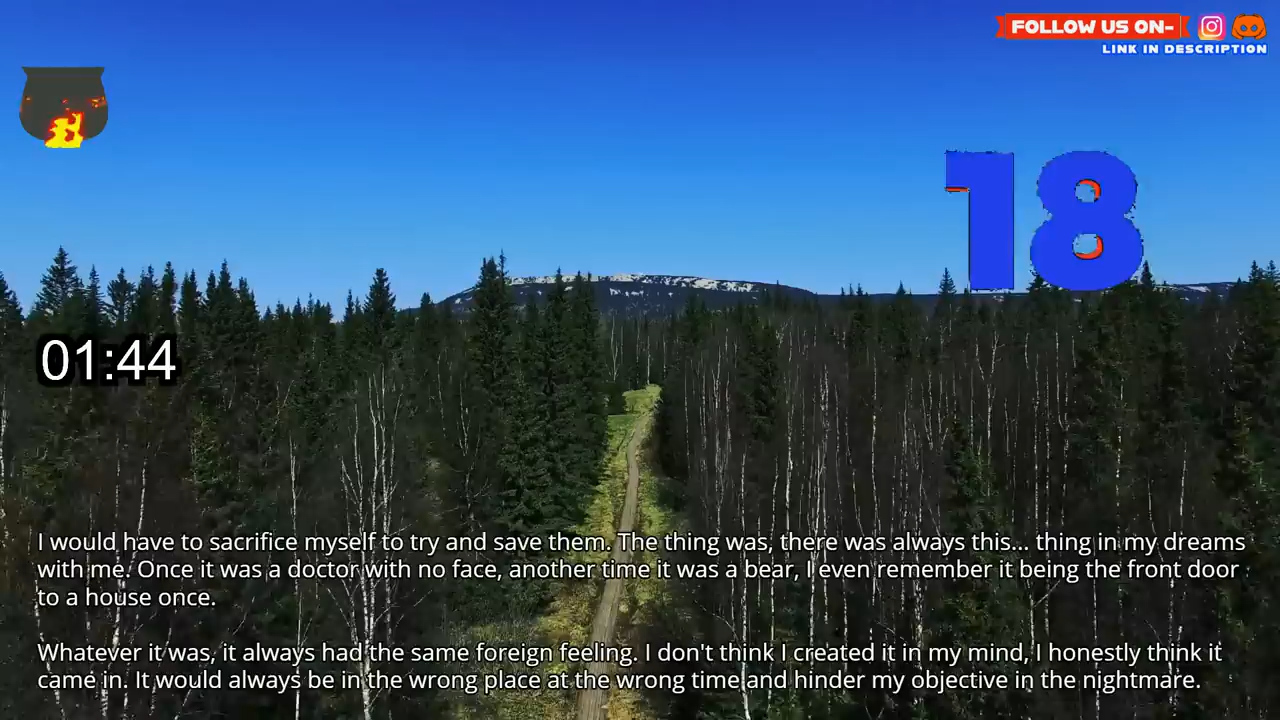 FOLLOW US ON-
LINK IN DESCRIPTION
18
01:44
I would have to sacrifice myself to try and save them. The thing was, there was always this... thing in my dreams
with me. Once it was a doctor with no face, another time it was a bear, I even remember it being the front door
to a house once.
Whatever it was, it always had the same foreign feeling. I don't think I created it in my mind, I honestly think it
came in. It would always be in the wrong place at the wrong time and hinder my objective in the nightmare.